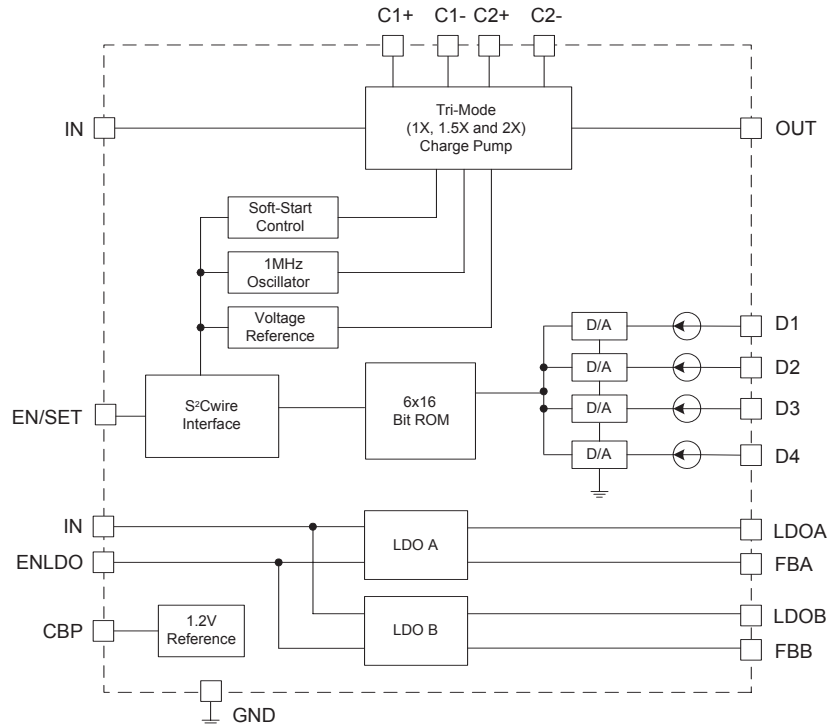 C1+ C1- C2+ C2-
IN
Tri-Mode
(1X, 1.5X and 2X)
Charge Pump
OUT
Soft-Start
Control
1MHz
Oscillator
Voltage
Reference
D/A
D1
D/A
D2
D/A
D3
D/A
D4
EN/SET
S²Cwire
Interface
6x16
Bit ROM
IN
LDO A
LDOA
ENLDO
FBA
CBP
1.2V
Reference
LDO B
LDOB
FBB
GND